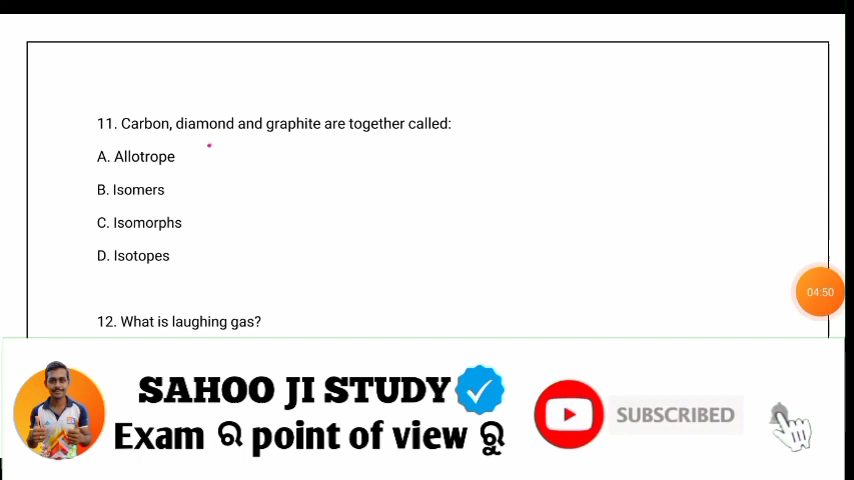 11. Carbon, diamond and graphite are together called:
A. Allotrope
B. Isomers
C. Isomorphs
D. Isotopes
04:50
12. What is laughing gas?
SAHOO JI STUDY
Exam ର point of view ରୁ
SUBSCRIBED